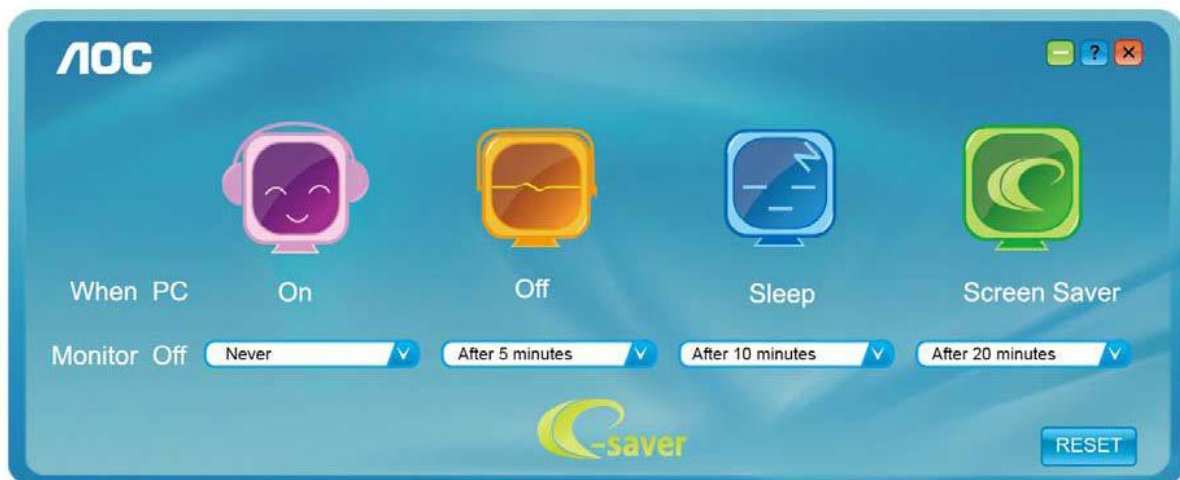 AOC
?
When PC On Off Sleep Screen Saver
Monitor Off Never After 5 minutes After 10 minutes After 20 minutes
e-saver
RESET